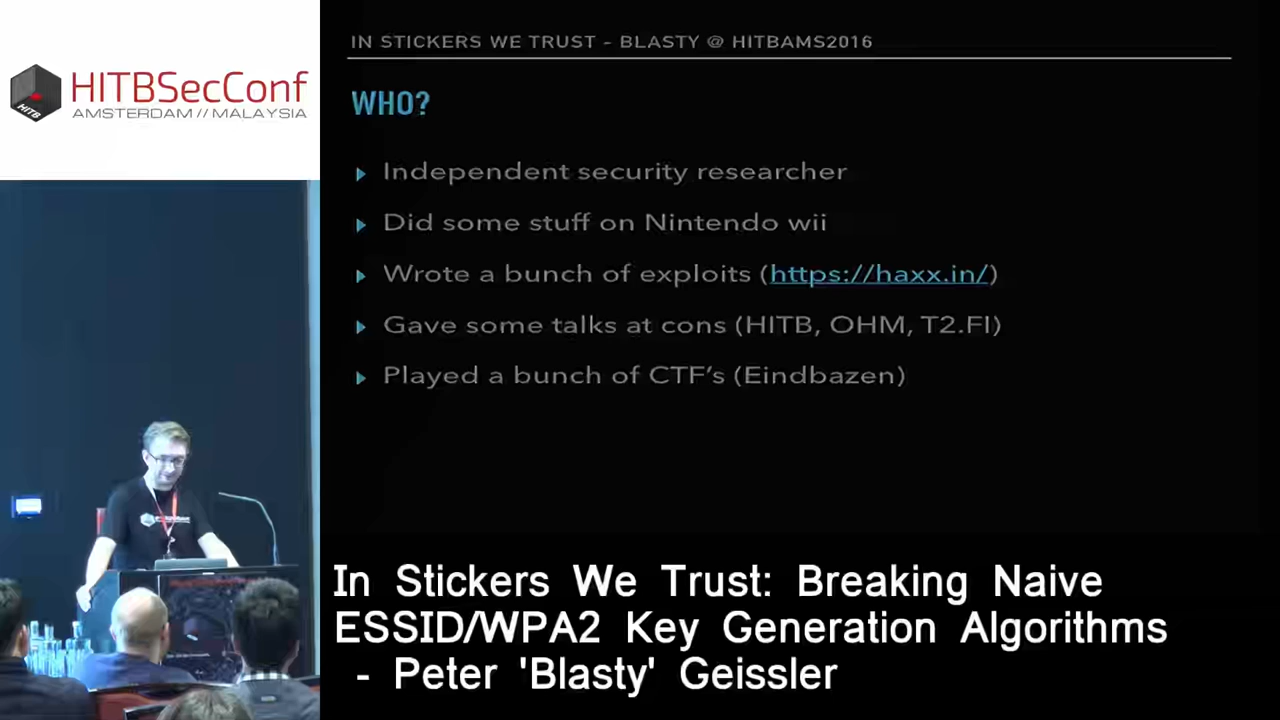 HITBSecConf
AMSTERDAM // MALAYSIA
HITB
IN STICKERS WE TRUST - BLASTY @ HITBAMS2016
WHO?
Independent security researcher
Did some stuff on Nintendo wii
Wrote a bunch of exploits (https://haxx.in/)
Gave some talks at cons (HITB, OHM, T2.FI)
Played a bunch of CTF's (Eindbazen)
In Stickers We Trust: Breaking Naive
ESSID/WPA2 Key Generation Algorithms
- Peter 'Blasty' Geissler